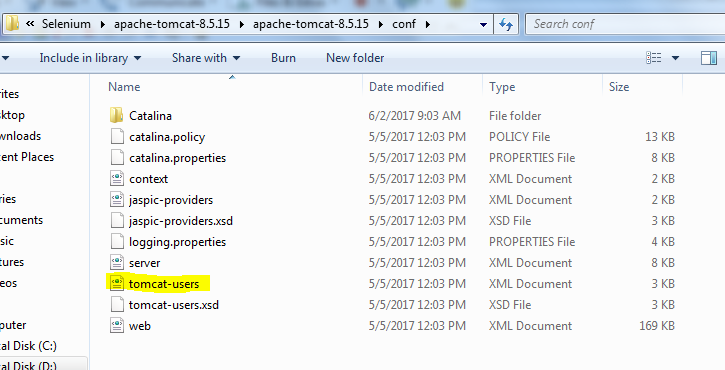 « Selenium ▸ apache-tomcat-8.5.15 ▸ apache-tomcat-8.5.15 ▸ conf ▸ Search conf
Include in library Share with Burn New folder
Name Date modified Type Size
Catalina 6/2/2017 9:03 AM File folder
catalina.policy 5/5/2017 12:03 PM POLICY File 13 KB
catalina.properties 5/5/2017 12:03 PM PROPERTIES File 8 KB
context 5/5/2017 12:03 PM XML Document 2 KB
jaspic-providers 5/5/2017 12:03 PM XML Document 2 KB
jaspic-providers.xsd 5/5/2017 12:03 PM XSD File 3 KB
logging.properties 5/5/2017 12:03 PM PROPERTIES File 4 KB
server 5/5/2017 12:03 PM XML Document 8 KB
tomcat-users 5/5/2017 12:03 PM XML Document 3 KB
tomcat-users.xsd 5/5/2017 12:03 PM XSD File 3 KB
web 5/5/2017 12:03 PM XML Document 169 KB
rites
sktop
wnloads
cent Places
ries
cuments
sic
tures
eos
puter
cal Disk (C:)
cal Disk (D:)